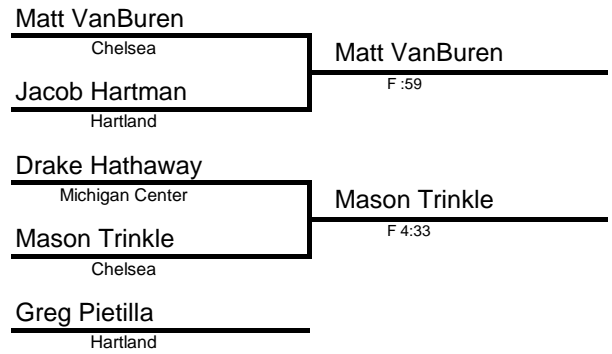 Matt VanBuren
Chelsea
Matt VanBuren
F :59
Jacob Hartman
Hartland
Drake Hathaway
Michigan Center
Mason Trinkle
F 4:33
Mason Trinkle
Chelsea
Greg Pietilla
Hartland